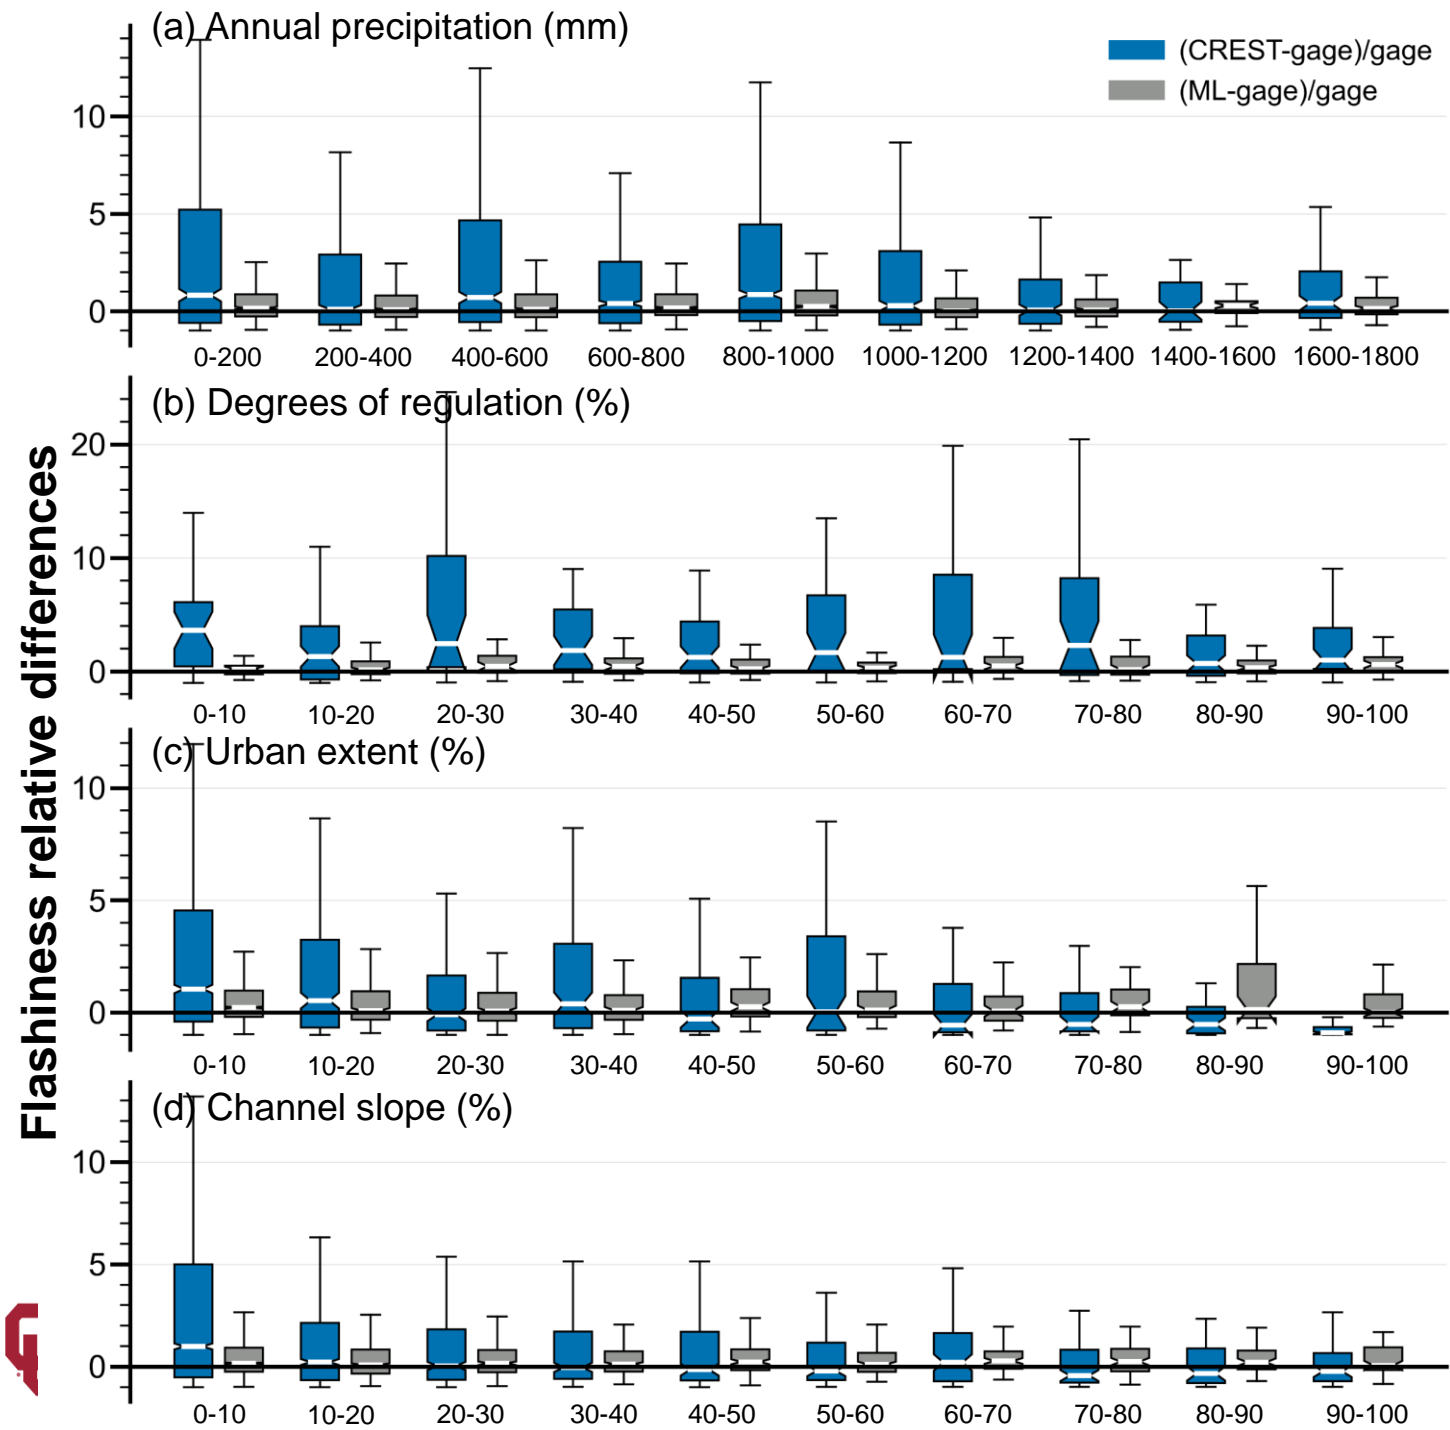 (a) Annual precipitation (mm)
(CREST-gage)/gage
(ML-gage)/gage
10
5
0
0-200 200-400 400-600 600-800 800-1000 1000-1200 1200-1400 1400-1600 1600-1800
(b) Degrees of regulation (%)
20
10
0
0-10 10-20 20-30 30-40 40-50 50-60 60-70 70-80 80-90 90-100
Flashiness relative differences
(c) Urban extent (%)
10
5
0
0-10 10-20 20-30 30-40 40-50 50-60 60-70 70-80 80-90 90-100
(d) Channel slope (%)
10
5
0
0-10 10-20 20-30 30-40 40-50 50-60 60-70 70-80 80-90 90-100